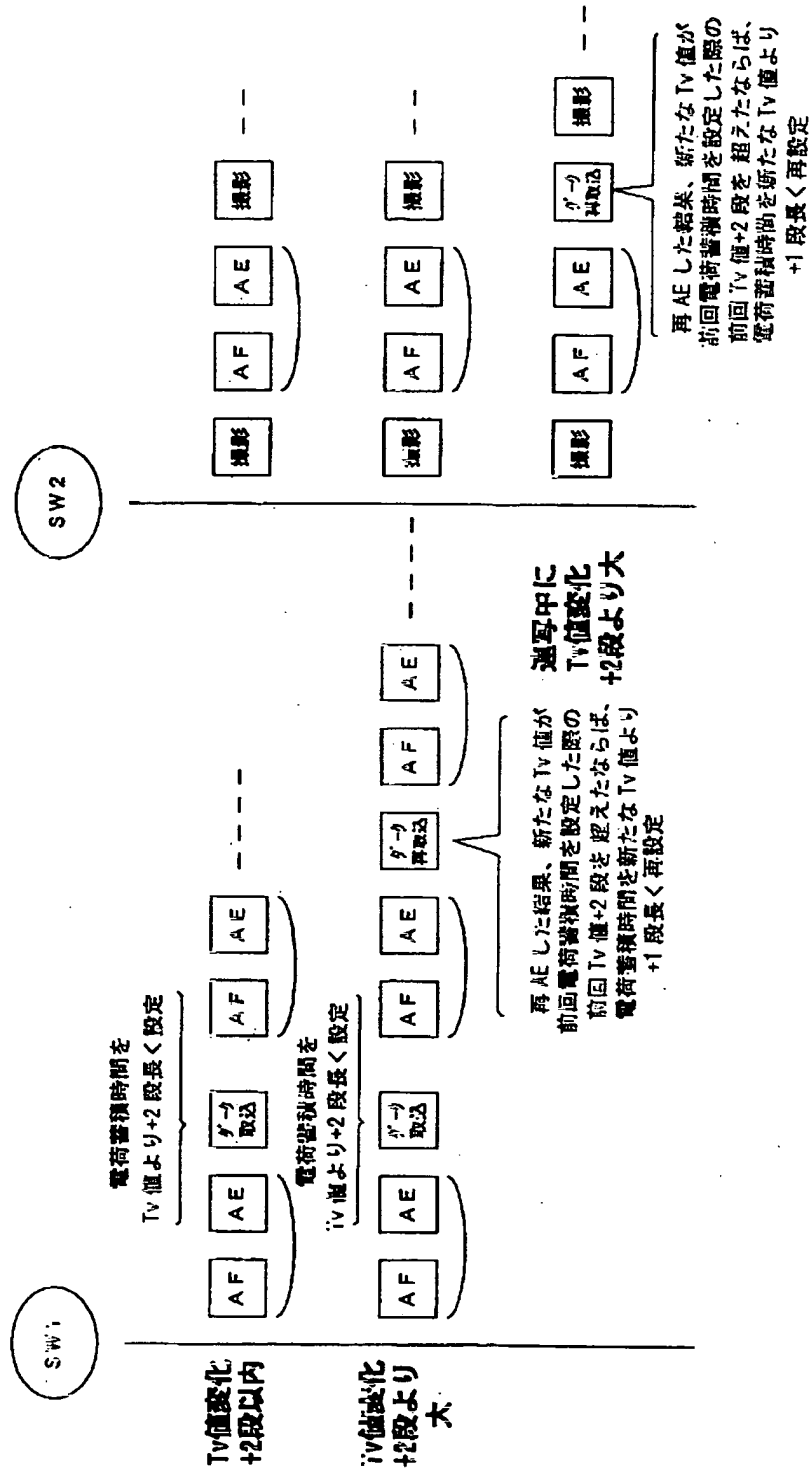 SW1
SW2
Tv値変化
+2段以内
電荷蓄積時間を
Tv値より+2段長く設定
AF
AE
ダーク
取込
AF
AE
撮影
AF
AE
撮影
Tv値変化
+2段より
大
電荷蓄積時間を
Tv値より+2段長く設定
AF
AE
ダーク
取込
AF
AE
ダーク
再取込
AF
AE
撮影
AF
AE
撮影
再AEした結果、新たなTv値が
前回電荷蓄積時間を設定した際の
前回Tv値+2段を超えたならば、
電荷蓄積時間を新たなTv値より
+1段長く再設定
連写中に
Tv値変化
+2段より大
撮影
AF
AE
ダーク
再取込
撮影
再AEした結果、新たなTv値が
前回電荷蓄積時間を設定した際の
前回Tv値+2段を超えたならば、
電荷蓄積時間を新たなTv値より
+1段長く再設定